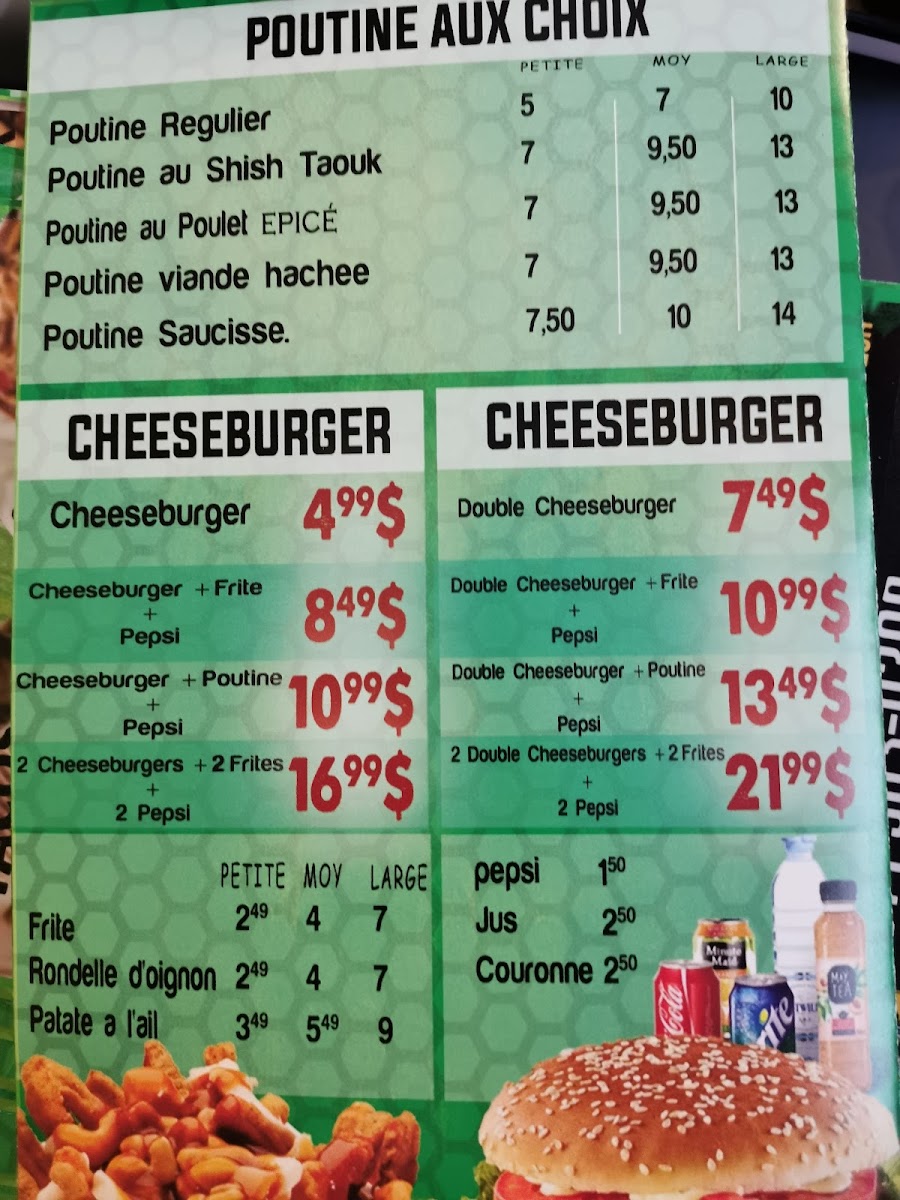 POUTINE AUX CHOIX
PETITE MOY LARGE
Poutine Regulier 5 7 10
Poutine au Shish Taouk 7 9,50 13
Poutine au Poulet EPICÉ 7 9,50 13
Poutine viande hachee 7 9,50 13
Poutine Saucisse. 7,50 10 14
CHEESEBURGER
Cheeseburger 4⁹⁹$
Cheeseburger + Frite
+
Pepsi
8⁴⁹$
Cheeseburger + Poutine
+
Pepsi
10⁹⁹$
2 Cheeseburgers + 2 Frites
+
2 Pepsi
16⁹⁹$
CHEESEBURGER
Double Cheeseburger 7⁴⁹$
Double Cheeseburger + Frite
+
Pepsi
10⁹⁹$
Double Cheeseburger + Poutine
+
Pepsi
13⁴⁹$
2 Double Cheeseburgers + 2 Frites
+
2 Pepsi
21⁹⁹$
PETITE MOY LARGE
Frite 2⁴⁹ 4 7
Rondelle d'oignon 2⁴⁹ 4 7
Patate a l'ail 3⁴⁹ 5⁴⁹ 9
pepsi 1⁵⁰
Jus 2⁵⁰
Couronne 2⁵⁰
Minute
Maid
MAY
TEA